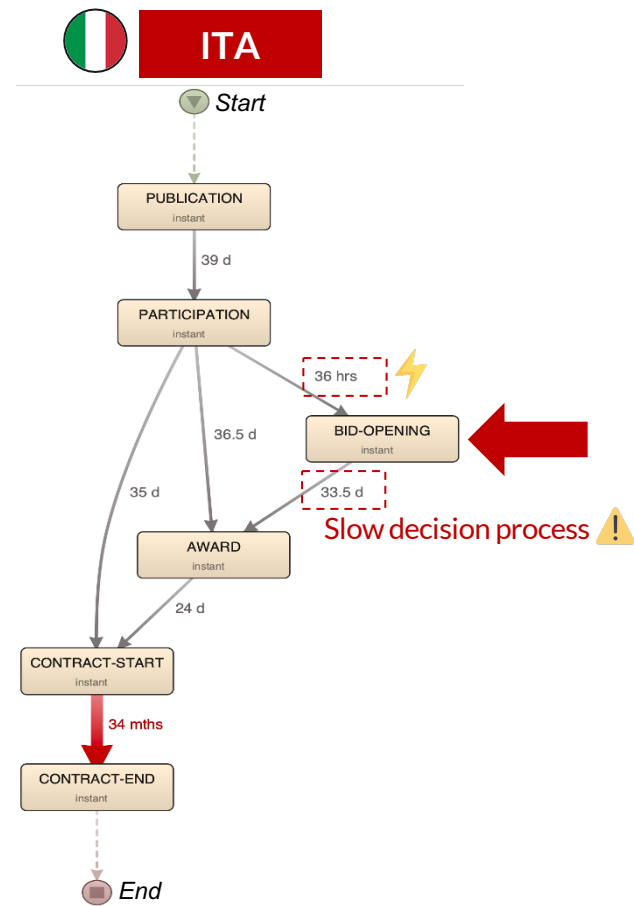 ITA
Start
PUBLICATION
instant
39 d
PARTICIPATION
instant
36 hrs
36.5 d
BID-OPENING
instant
35 d
33.5 d
Slow decision process
AWARD
instant
24 d
CONTRACT-START
instant
34 mths
CONTRACT-END
instant
End